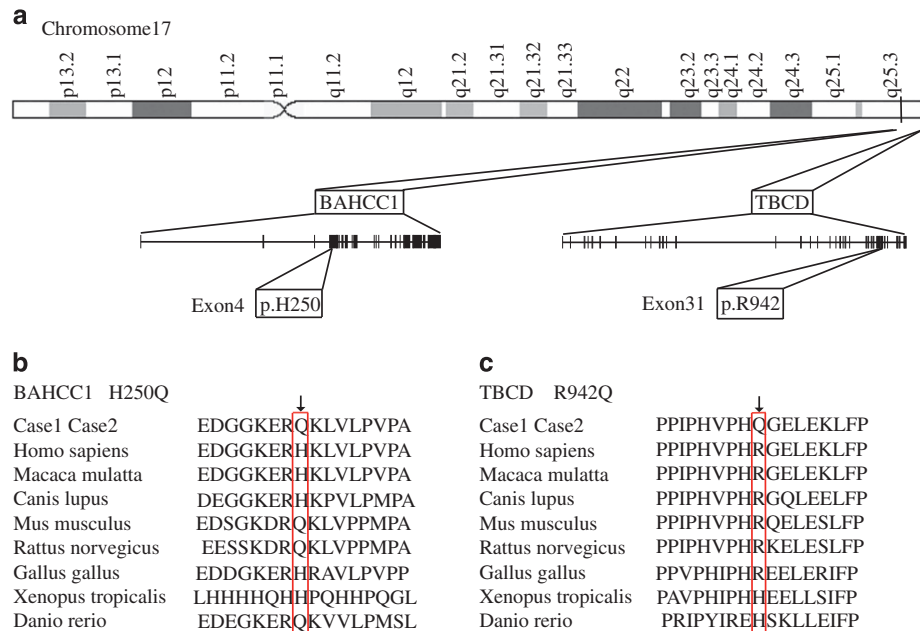 a
Chromosome17
p13.2 p13.1 p12 p11.2 p11.1 q11.2 q12 q21.2 q21.31 q21.32 q21.33 q22 q23.2 q23.3 q24.1 q24.2 q24.3 q25.1 q25.3
BAHCC1 TBCD
Exon4 p.H250 Exon31 p.R942
b
BAHCC1 H250Q
Case1 Case2 EDGGKERQKLVLPVPA
Homo sapiens EDGGKERHKLVLPVPA
Macaca mulatta EDGGKERHKLVLPVPA
Canis lupus DEGGKERHKPVLPMPA
Mus musculus EDSGKDRQKLVPPMPA
Rattus norvegicus EESSKDRQKLVPPMPA
Gallus gallus EDDGKERHRAVLPVPP
Xenopus tropicalis LHHHHQHHPQHHPQGL
Danio rerio EDEGKERQKVVLPMSL
c
TBCD R942Q
Case1 Case2 PPIPHVPHQGELEKLFP
Homo sapiens PPIPHVPHRGELEKLFP
Macaca mulatta PPIPHVPHRGELEKLFP
Canis lupus PPIPHVPHRGQLEELFP
Mus musculus PPIPHVPHRQELESLFP
Rattus norvegicus PPIPHVPHRKELESLFP
Gallus gallus PPVPHIPHREELERIFP
Xenopus tropicalis PAVPHIPHHEELLSIFP
Danio rerio PRIPYIREHSKLLEIFP